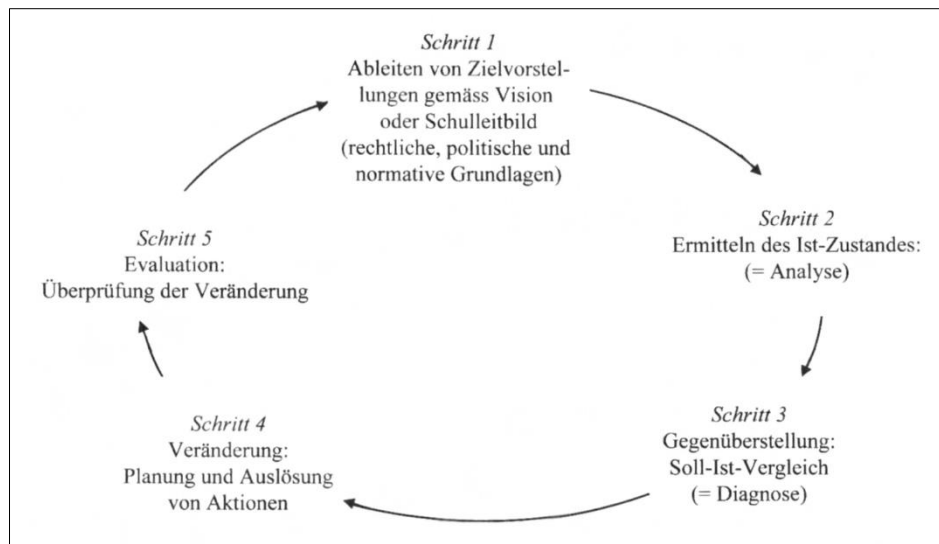 Schritt 1
Ableiten von Zielvorstel-
lungen gemäss Vision
oder Schulleitbild
(rechtliche, politische und
normative Grundlagen)
Schritt 2
Ermitteln des Ist-Zustandes:
(= Analyse)
Schritt 3
Gegenüberstellung:
Soll-Ist-Vergleich
(= Diagnose)
Schritt 4
Veränderung:
Planung und Auslösung
von Aktionen
Schritt 5
Evaluation:
Überprüfung der Veränderung